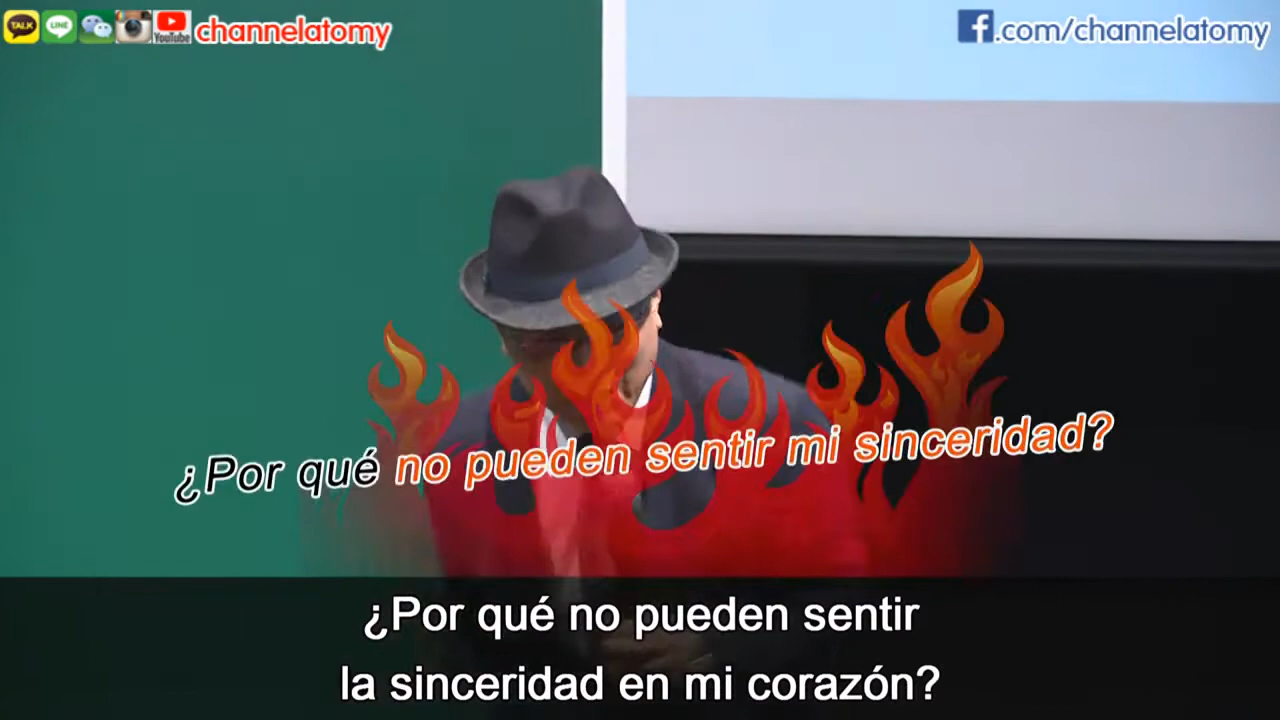 TALK
LINE
YouTube
channelatomy
f.com/channelatomy
¿Por qué no pueden sentir mi sinceridad?
¿Por qué no pueden sentir
la sinceridad en mi corazón?